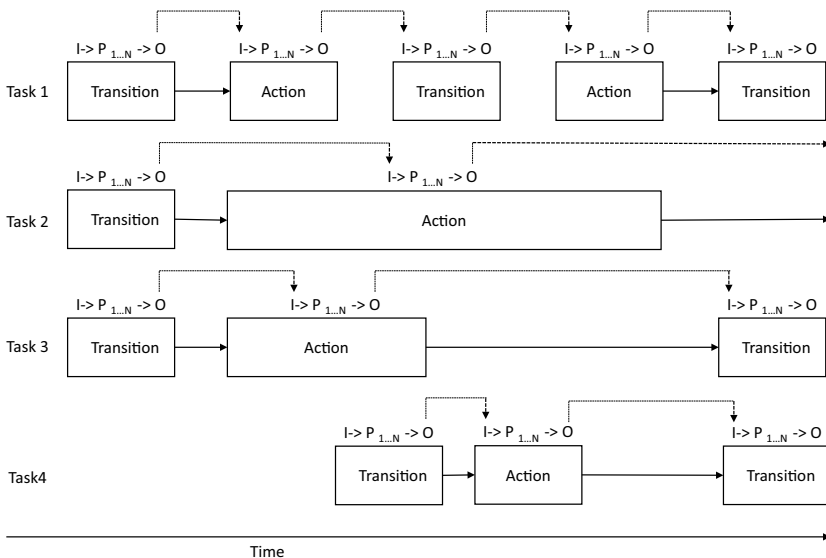 I-> P 1...N -> O I-> P 1...N -> O I-> P 1...N -> O I-> P 1...N -> O I-> P 1...N -> O
Task 1 Transition Action Transition Action Transition
I-> P 1...N -> O I-> P 1...N -> O
Task 2 Transition Action
I-> P 1...N -> O I-> P 1...N -> O I-> P 1...N -> O
Task 3 Transition Action Transition
I-> P 1...N -> O I-> P 1...N -> O I-> P 1...N -> O
Task4 Transition Action Transition
Time